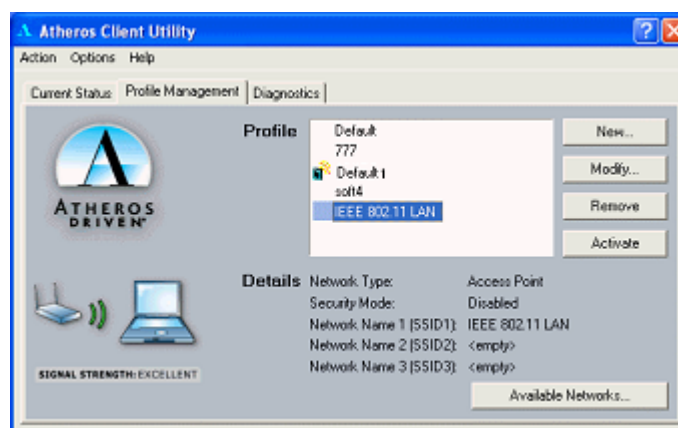 Atheros Client Utility
Action Options Help
Current Status Profile Management Diagnostics
Profile
Default
777
Default1
soft4
IEEE 802.11 LAN
New...
Modify...
Remove
Activate
ATHEROS
DRIVEN
Details
Network Type: Access Point
Security Mode: Disabled
Network Name 1 (SSID1): IEEE 802.11 LAN
Network Name 2 (SSID2): <empty>
Network Name 3 (SSID3): <empty>
SIGNAL STRENGTH: EXCELLENT
Available Networks...